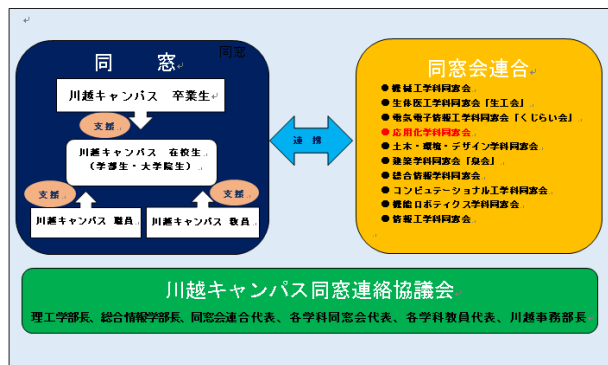 同窓
同　窓
川越キャンパス 卒業生
支援
川越キャンパス 在校生
（学部生・大学院生）
支援
支援
川越キャンパス 職員
川越キャンパス 教員
連 携
同窓会連合
●機械工学科同窓会
●生体医工学科同窓会「生工会」
●電気電子情報工学科同窓会「くじらい会」
●応用化学科同窓会
●土木・環境・デザイン学科同窓会
●建築学科同窓会「泉会」
●総合情報学科同窓会
●コンピュテーショナル工学科同窓会
●機能ロボティクス学科同窓会
●情報工学科同窓会
川越キャンパス同窓連絡協議会
理工学部長、総合情報学部長、同窓会連合代表、各学科同窓会代表、各学科教員代表、川越事務部長